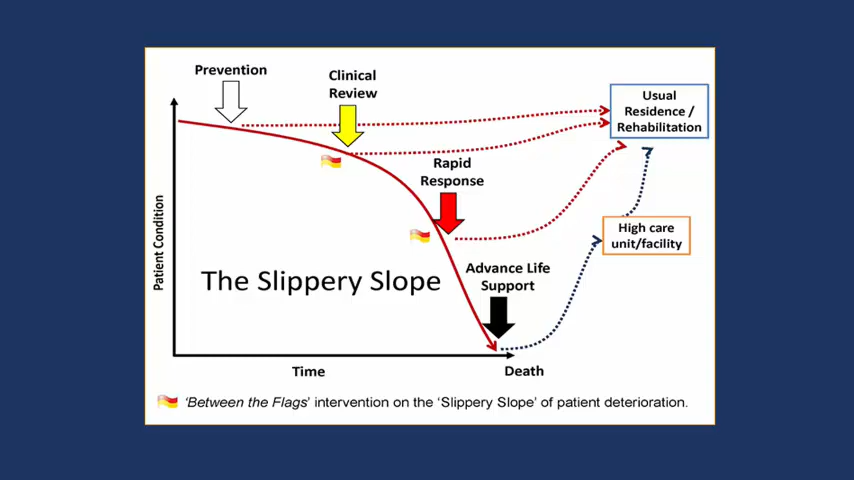 Prevention
Clinical
Review
Usual
Residence /
Rehabilitation
Rapid
Response
Patient Condition
High care
unit/facility
The Slippery Slope
Advance Life
Support
Time
Death
'Between the Flags' intervention on the 'Slippery Slope' of patient deterioration.